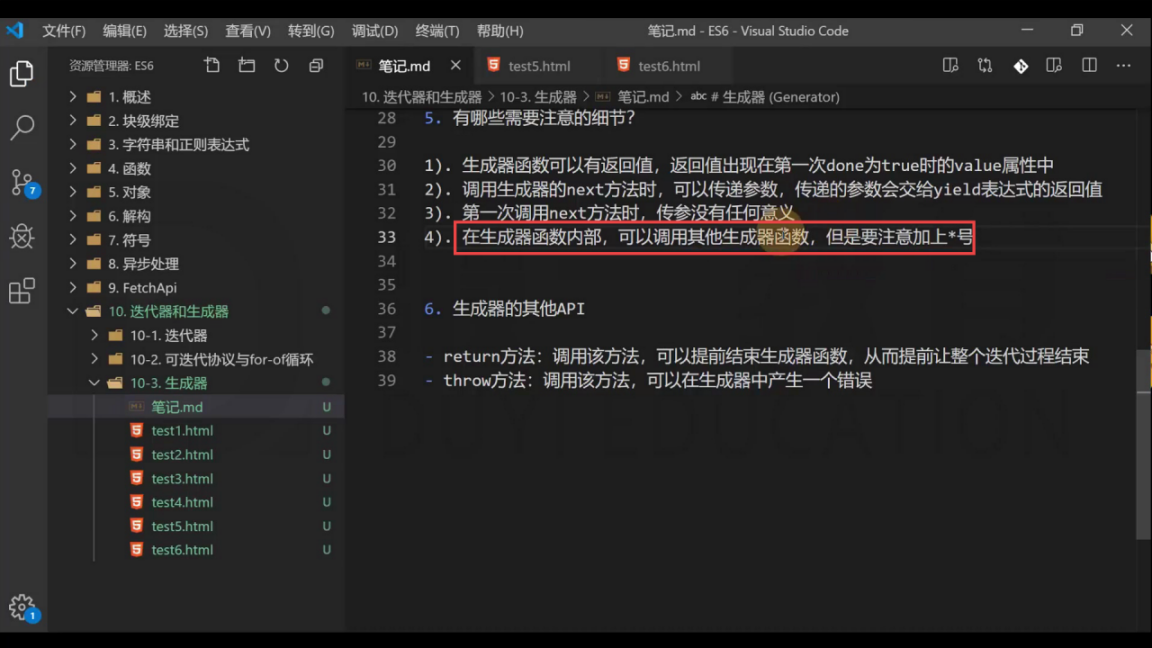 文件(F) 编辑(E) 选择(S) 查看(V) 转到(G) 调试(D) 终端(T) 帮助(H) 笔记.md - ES6 - Visual Studio Code
资源管理器: ES6
笔记.md
test5.html
test6.html
10. 迭代器和生成器 > 10-3. 生成器 > 笔记.md > abc # 生成器 (Generator)
1. 概述
2. 块级绑定
3. 字符串和正则表达式
4. 函数
5. 对象
6. 解构
7. 符号
8. 异步处理
9. FetchApi
10. 迭代器和生成器
10-1. 迭代器
10-2. 可迭代协议与for-of循环
10-3. 生成器
笔记.md U
test1.html U
test2.html U
test3.html U
test4.html U
test5.html U
test6.html U
7
1
28 5. 有哪些需要注意的细节?
29
30 1). 生成器函数可以有返回值，返回值出现在第一次done为true时的value属性中
31 2). 调用生成器的next方法时，可以传递参数，传递的参数会交给yield表达式的返回值
32 3). 第一次调用next方法时，传参没有任何意义
33 4). 在生成器函数内部，可以调用其他生成器函数，但是要注意加上*号
34
35
36 6. 生成器的其他API
37
38 - return方法：调用该方法，可以提前结束生成器函数，从而提前让整个迭代过程结束
39 - throw方法：调用该方法，可以在生成器中产生一个错误